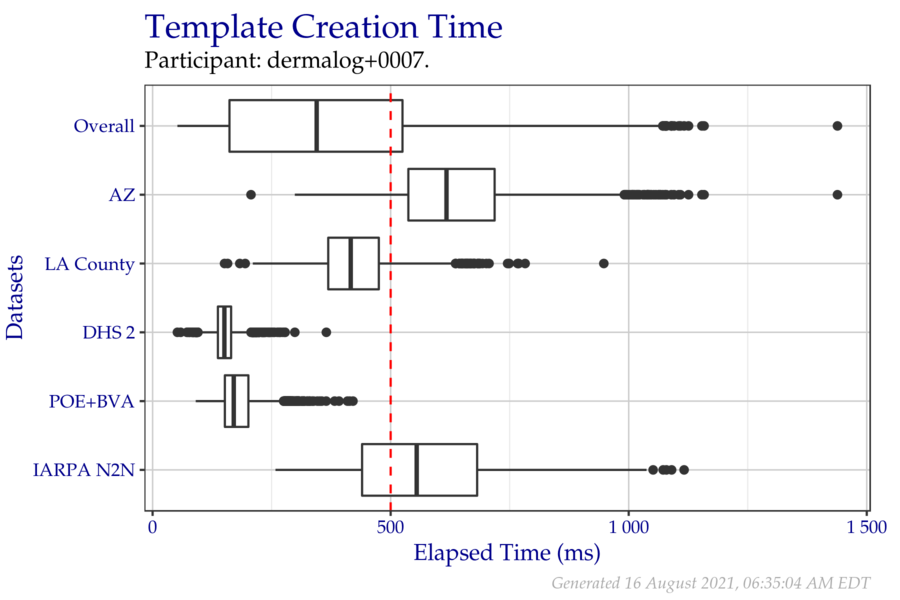 Template Creation Time
Participant: dermalog+0007.
Datasets
Overall
AZ
LA County
DHS 2
POE+BVA
IARPA N2N
0 500 1 000 1 500
Elapsed Time (ms)
Generated 16 August 2021, 06:35:04 AM EDT